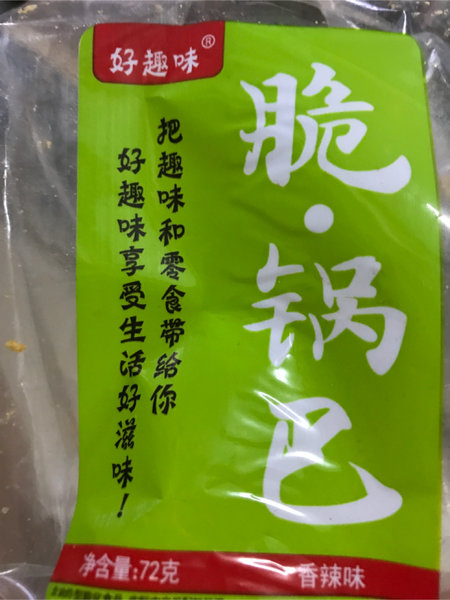 好趣味®
脆·锅巴
把趣味和零食带给你
好趣味享受生活好滋味！
净含量:72克
香辣味